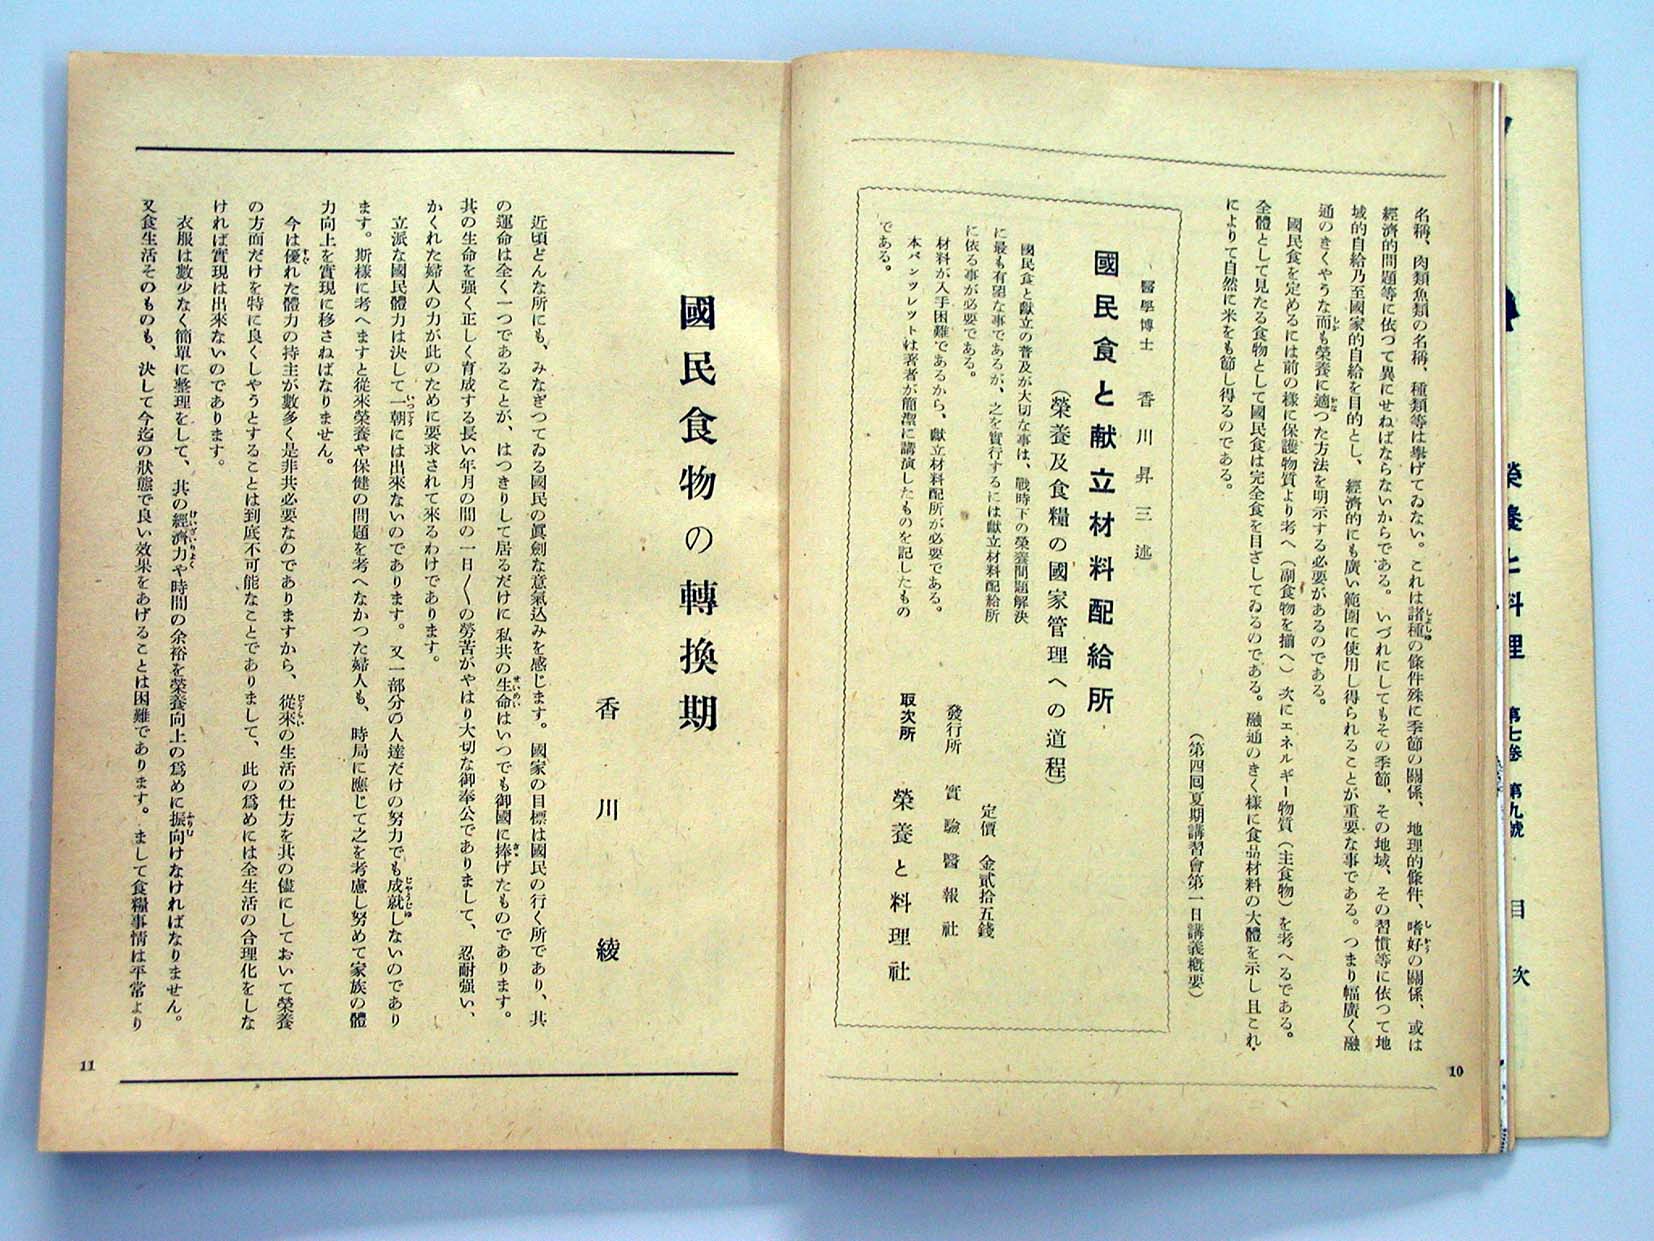 名稱、肉類魚類の名稱、種類等は擧げてゐない。これは諸種の條件殊に季節の關係、地理的條件、嗜好の關係、或は
經濟的問題等に依つて異にせねばならないからである。いづれにしてもその季節、その地域、その習慣等に依つて地
域的自給乃至國家的自給を目的とし、經濟的にも廣い範圍に使用し得られることが重要な事である。つまり幅廣く融
通のきくやうな而も榮養に適つた方法を明示する必要があるのである。
國民食を定めるには前の樣に保護物質より考へ(副食物を揃へ)次にエネルギー物質(主食物)を考へるである。
全體として見たる食物として國民食は完全食を目ざしてゐるのである。融通のきく樣に食品材料の大體を示し且これ
によりて自然に米をも節し得るのである。
(第四囘夏期講習會第一日講義概要)
醫學博士 香川昇三述
國民食と献立材料配給所
(榮養及食糧の國家管理への道程)
國民食と獻立の普及が大切な事は、戰時下の榮養問題解決
に最も有望な事であるが、之を實行するには獻立材料配給所
に依る事が必要である。
材料が入手困難であるから、獻立材料配所が必要である。
本パンツレツトは著者が簡潔に講演したものを記したもの
である。
定價 金貳拾五錢
發行所 實驗醫報社
取次所 榮養と料理社
10
國民食物の轉換期
香川綾
近頃どんな所にも、みなぎつてゐる國民の眞劍な意氣込みを感じます。國家の目標は國民の行く所であり、共
の運命は全く一つであることが、はつきりして居るだけに私共の生命はいつでも御國に捧げたものであります。
其の生命を强く正しく育成する長い年月の間の一日〱の勞苦がやはり大切な御奉公でありまして、忍耐强い、
かくれた婦人の力が此のために要求されて來るわけであります。
立派な國民體力は決して一朝には出來ないのであります。又一部分の人達だけの努力でも成就しないのであり
ます。斯樣に考へますと從來榮養や保健の問題を考へなかつた婦人も、時局に應じて之を考慮し努めて家族の體
力向上を實現に移さねばなりません。
今は優れた體力の持主が數多く是非共必要なのでありますから、從來の生活の仕方を其の儘にしておいて榮養
の方面だけを特に良くしやうとすることは到底不可能なことでありまして、此の爲めには全生活の合理化をしな
ければ實現は出來ないのであります。
衣服は數少なく簡單に整理をして、其の經濟力や時間の余裕を榮養向上の爲めに振向けなければなりません。
又食生活そのものも、決して今迄の狀態で良い效果をあげることは困難であります。まして食糧事情は平常より
11
榮養と料理 第七卷 第九號 目次